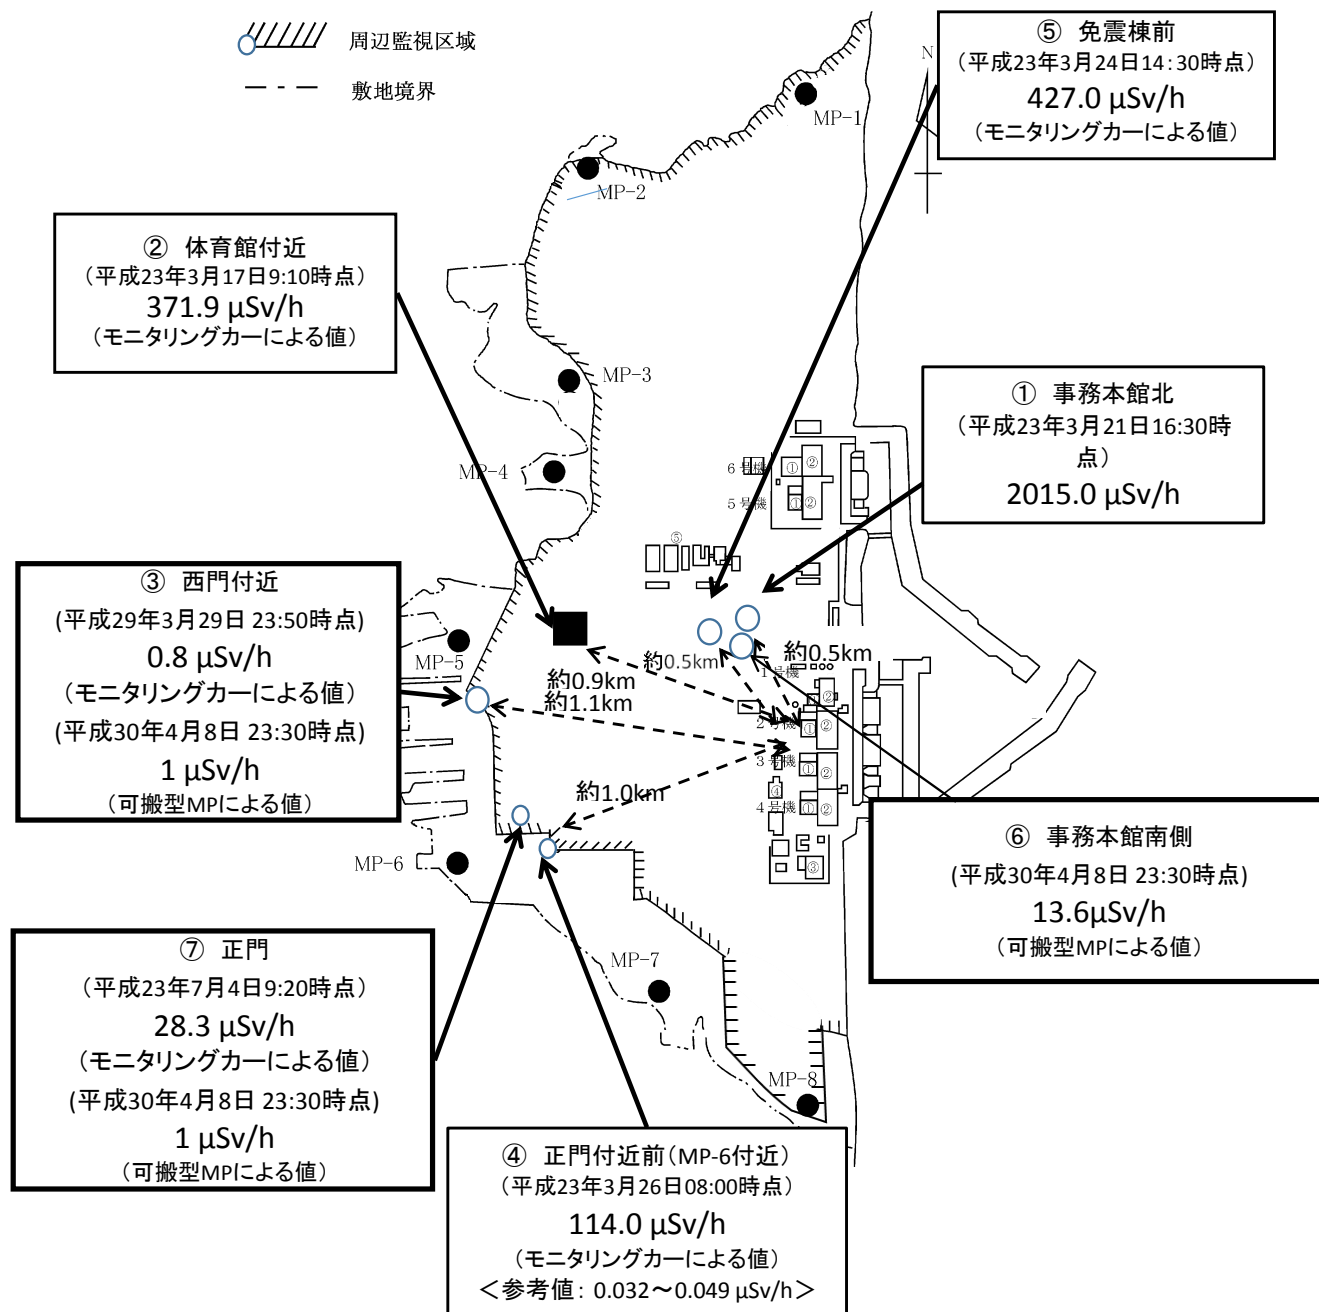 周辺監視区域
敷地境界
⑤ 免震棟前
（平成23年3月24日14:30時点）
427.0 μSv/h
（モニタリングカーによる値）
N
MP-1
MP-2
② 体育館付近
（平成23年3月17日9:10時点）
371.9 μSv/h
（モニタリングカーによる値）
MP-3
① 事務本館北
（平成23年3月21日16:30時
点）
2015.0 μSv/h
MP-4
6号機
①
②
5号機
①
②
⑤
③ 西門付近
(平成29年3月29日 23:50時点)
0.8 μSv/h
（モニタリングカーによる値）
(平成30年4月8日 23:30時点)
1 μSv/h
（可搬型MPによる値）
MP-5
約0.5km
約0.5km
約0.9km
約1.1km
1号機
②
2号機
①
②
3号機
①
②
約1.0km
④
4号機
①
②
③
MP-6
⑥ 事務本館南側
(平成30年4月8日 23:30時点)
13.6μSv/h
（可搬型MPによる値）
⑦ 正門
（平成23年7月4日9:20時点）
28.3 μSv/h
（モニタリングカーによる値）
(平成30年4月8日 23:30時点)
1 μSv/h
（可搬型MPによる値）
MP-7
MP-8
④ 正門付近前（MP-6付近）
（平成23年3月26日08:00時点）
114.0 μSv/h
（モニタリングカーによる値）
＜参考値：0.032～0.049 μSv/h＞